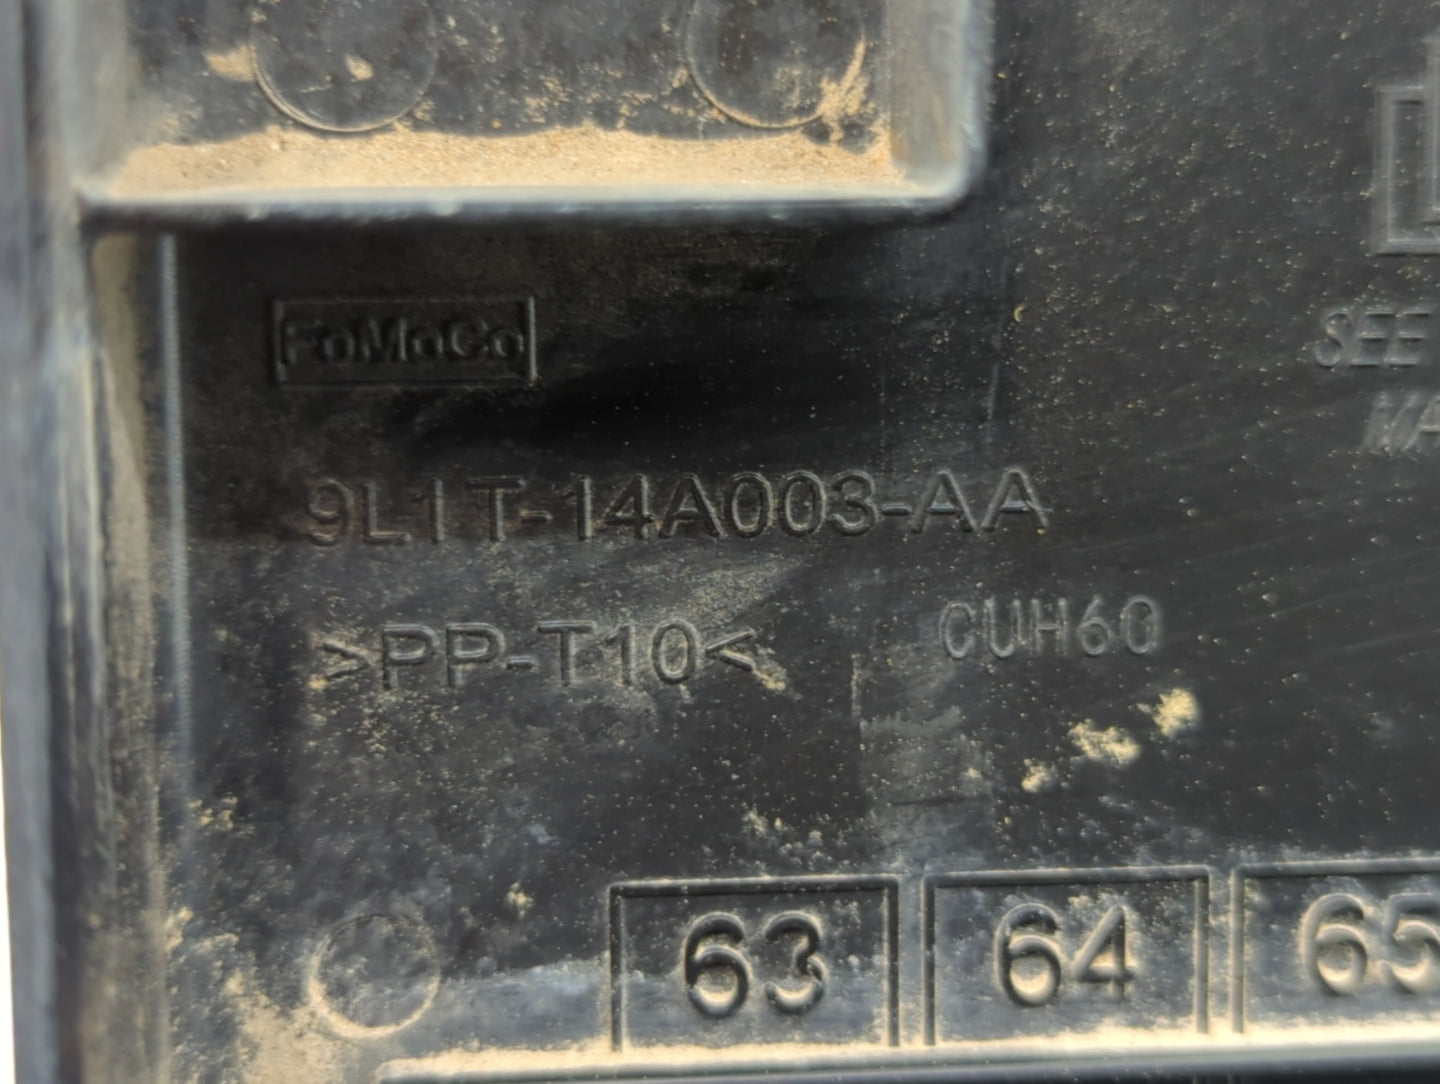 FoMoCo
SEE
9L1T-14A003-AA
>PP-T10<
CUH60
63 64 65